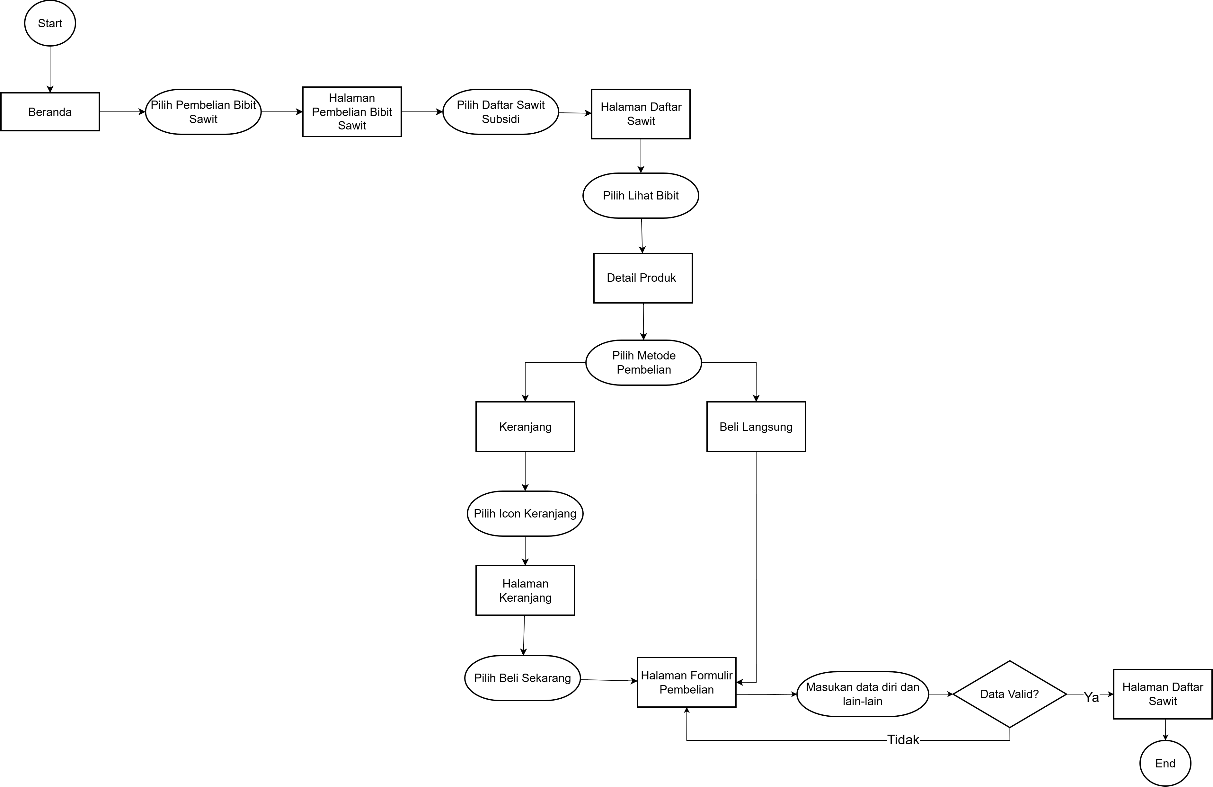 Start
Beranda
Pilih Pembelian Bibit
Sawit
Halaman
Pembelian Bibit
Sawit
Pilih Daftar Sawit
Subsidi
Halaman Daftar
Sawit
Pilih Lihat Bibit
Detail Produk
Pilih Metode
Pembelian
Keranjang
Beli Langsung
Pilih Icon Keranjang
Halaman
Keranjang
Pilih Beli Sekarang
Halaman Formulir
Pembelian
Masukan data diri dan
lain-lain
Data Valid?
Ya
Halaman Daftar
Sawit
Tidak
End